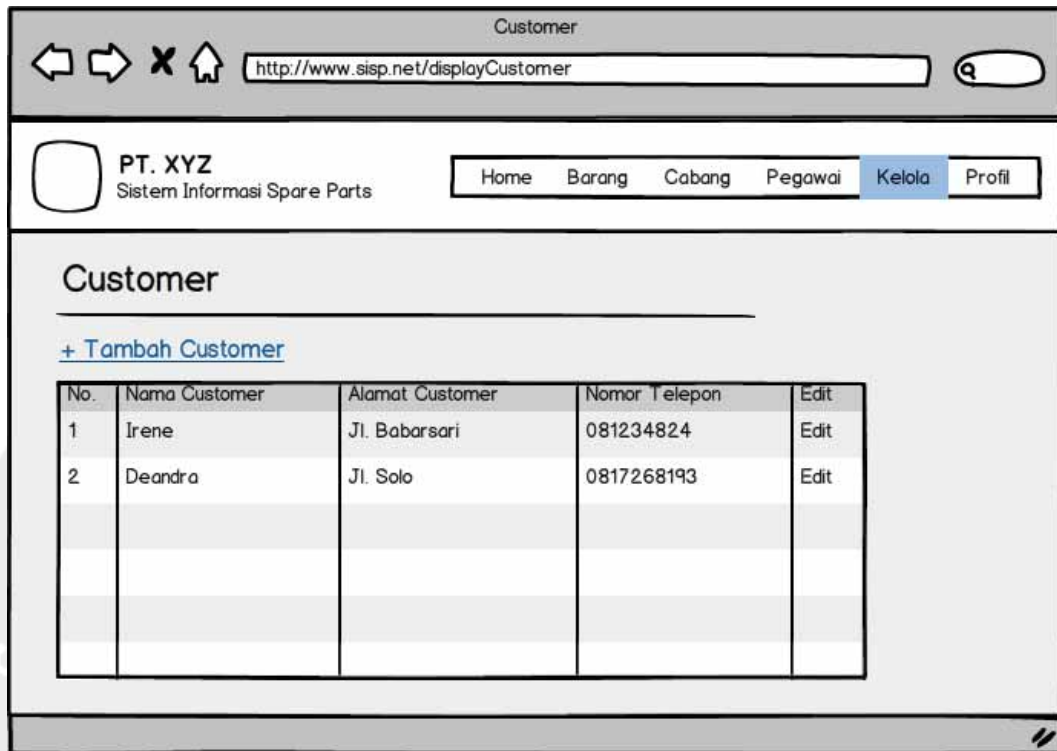 Customer
http://www.sisp.net/displayCustomer
PT. XYZ
Sistem Informasi Spare Parts
Home Barang Cabang Pegawai Kelola Profil
Customer
+ Tambah Customer
No. Nama Customer Alamat Customer Nomor Telepon Edit
1 Irene Jl. Babarsari 081234824 Edit
2 Deandra Jl. Solo 0817268193 Edit